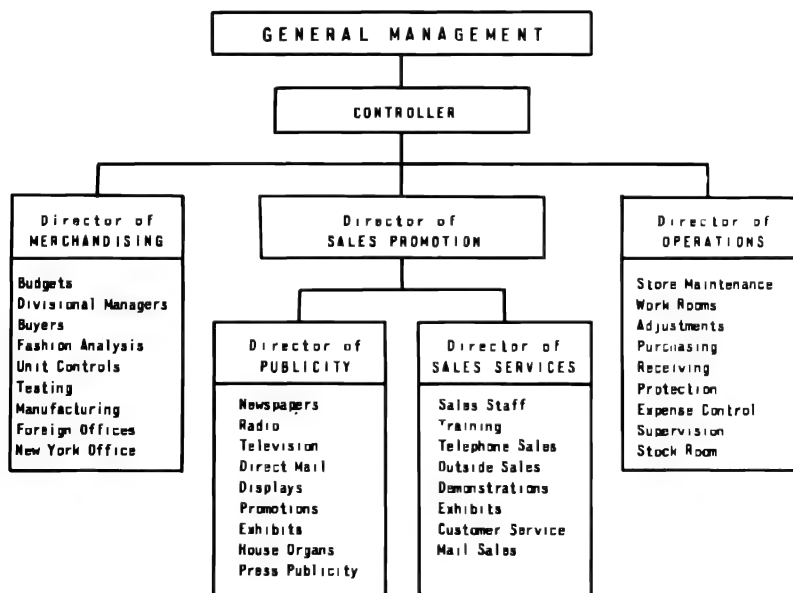 GENERAL MANAGEMENT
CONTROLLER
Director of
MERCHANDISING
Budgets
Divisional Managers
Buyers
Fashion Analysis
Unit Controls
Testing
Manufacturing
Foreign Offices
New York Office
Director of
SALES PROMOTION
Director of
PUBLICITY
Newspapers
Radio
Television
Direct Mail
Displays
Promotions
Exhibits
House Organs
Press Publicity
Director of
SALES SERVICES
Sales Staff
Training
Telephone Sales
Outside Sales
Demonstrations
Exhibits
Customer Service
Mail Sales
Director of
OPERATIONS
Store Maintenance
Work Rooms
Adjustments
Purchasing
Receiving
Protection
Expense Control
Supervision
Stock Room